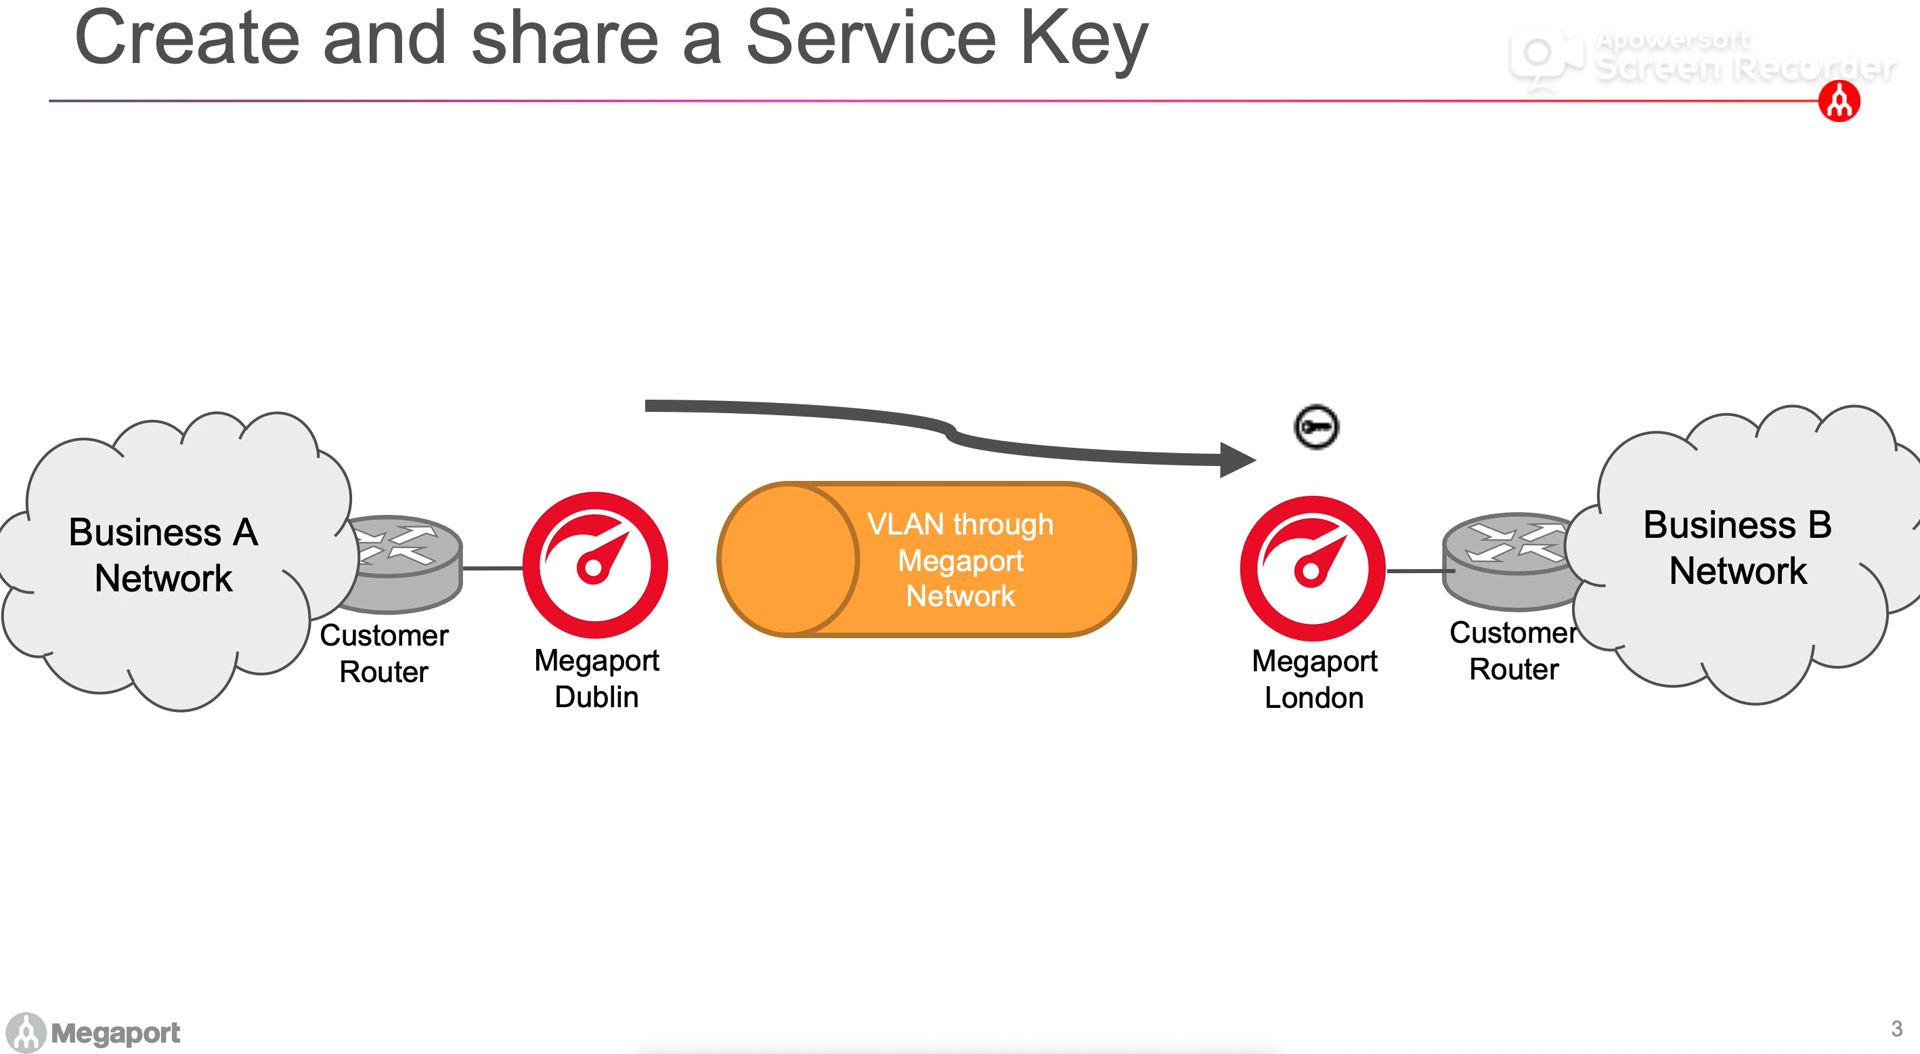 Create and share a Service Key
Apowersoft
Screen Recorder
Business A
Network
Customer
Router
Megaport
Dublin
VLAN through
Megaport
Network
Megaport
London
Customer
Router
Business B
Network
Megaport
3